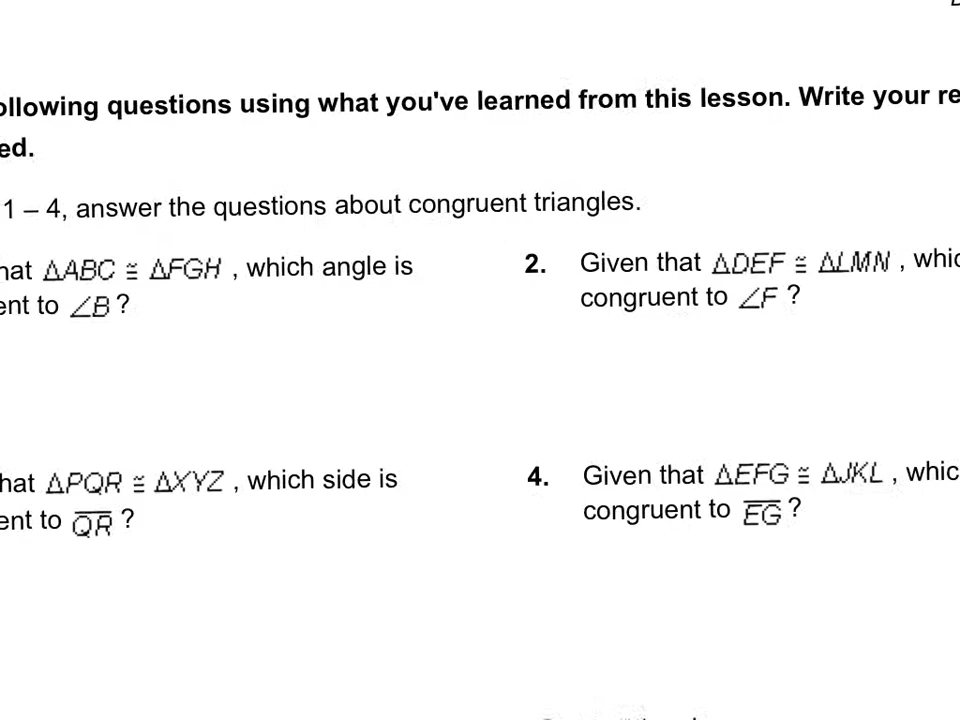 ollowing questions using what you've learned from this lesson. Write your re
ed.
1 – 4, answer the questions about congruent triangles.
hat ΔABC ≅ ΔFGH , which angle is
ent to ∠B ?
2. Given that ΔDEF ≅ ΔLMN , whic
congruent to ∠F ?
hat ΔPQR ≅ ΔXYZ , which side is
ent to \overline{QR} ?
4. Given that ΔEFG ≅ ΔJKL , whic
congruent to \overline{EG} ?